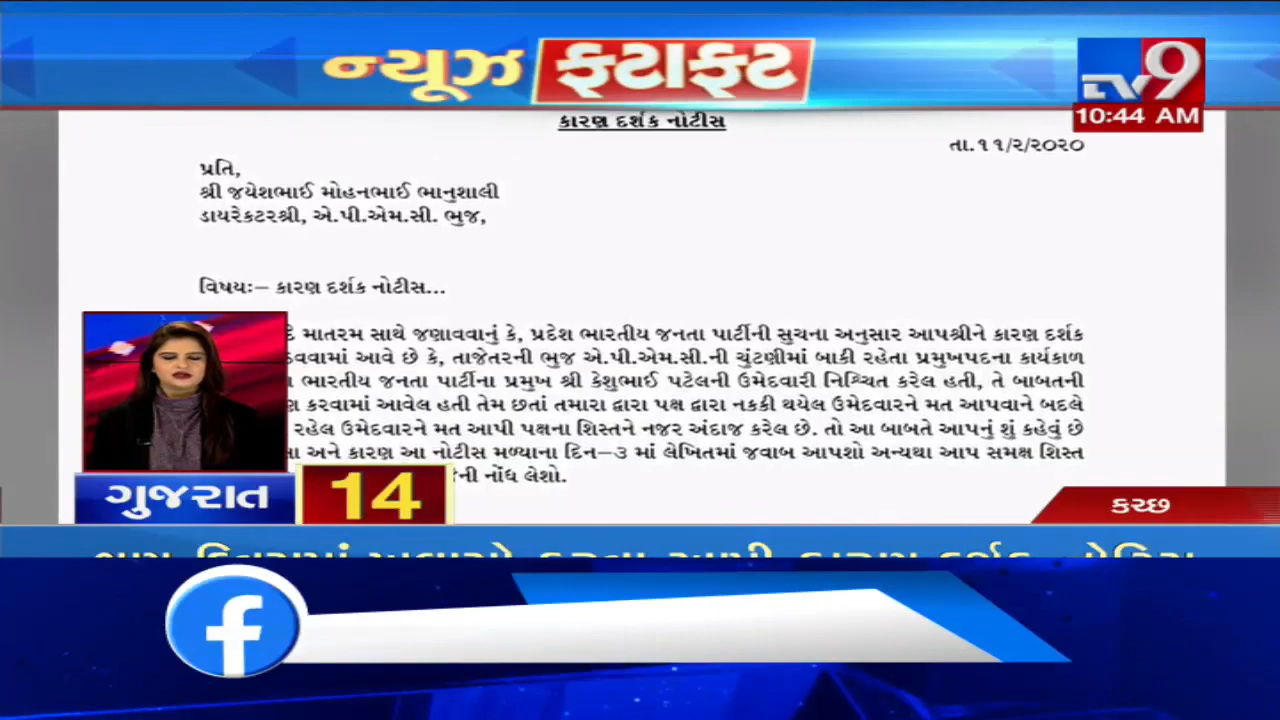 ન્યૂઝ ફટાફટ
TV9
10:44 AM
કારણ દર્શક નોટીસ
તા.૧૧/૨/૨૦૨૦
પ્રતિ,
શ્રી જયેશભાઈ મોહનભાઈ ભાનુશાલી
ડાયરેકટરશ્રી, એ.પી.એમ.સી. ભુજ,
વિષયઃ– કારણ દર્શક નોટીસ...
માતરમ સાથે જણાવવાનું કે, પ્રદેશ ભારતીય જનતા પાર્ટીની સુચના અનુસાર આપશ્રીને કારણ દર્શક
આવે છે કે, તાજેતરની ભુજ એ.પી.એમ.સી.ની ચુંટણીમાં બાકી રહેતા પ્રમુખપદના કાર્યકાળ
ભારતીય જનતા પાર્ટીના પ્રમુખ શ્રી કેશુભાઈ પટેલની ઉમેદવારી નિશ્ચિત કરેલ હતી, તે બાબતની
કરવામાં આવેલ હતી તેમ છતાં તમારા દ્વારા પક્ષ દ્વારા નકકી થયેલ ઉમેદવારને મત આપવાને બદલે
રહેલ ઉમેદવારને મત આપી પક્ષના શિસ્તને નજર અંદાજ કરેલ છે. તો આ બાબતે આપનું શું કહેવું છે
અને કારણ આ નોટીસ મળ્યાના દિન–૩ માં લેખિતમાં જવાબ આપશો અન્યથા આપ સમક્ષ શિસ્ત
નોંધ લેશો.
ગુજરાત 14
કચ્છ